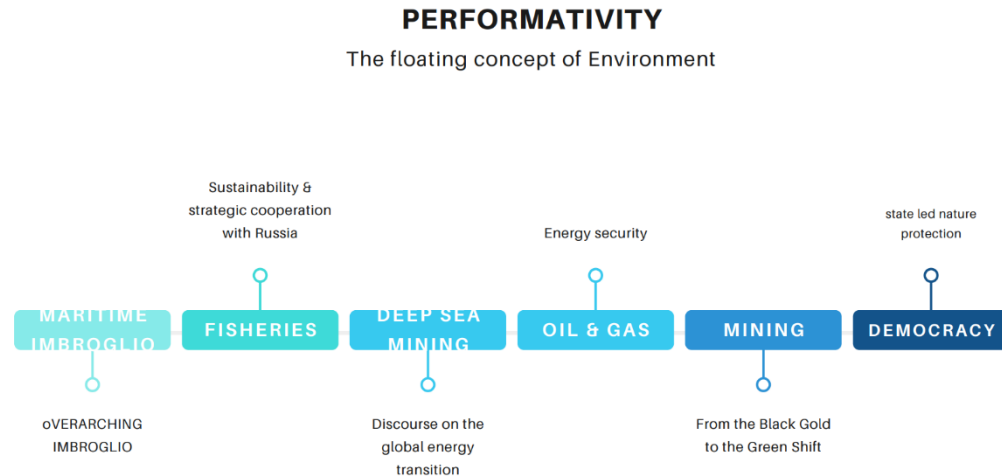 PERFORMATIVITY
The floating concept of Environment
Sustainability &
strategic cooperation
with Russia
Energy security
state led nature
protection
MARITIME
IMBROGLIO
FISHERIES
DEEP SEA
MINING
OIL & GAS
MINING
DEMOCRACY
oVERARCHING
IMBROGLIO
Discourse on the
global energy
transition
From the Black Gold
to the Green Shift